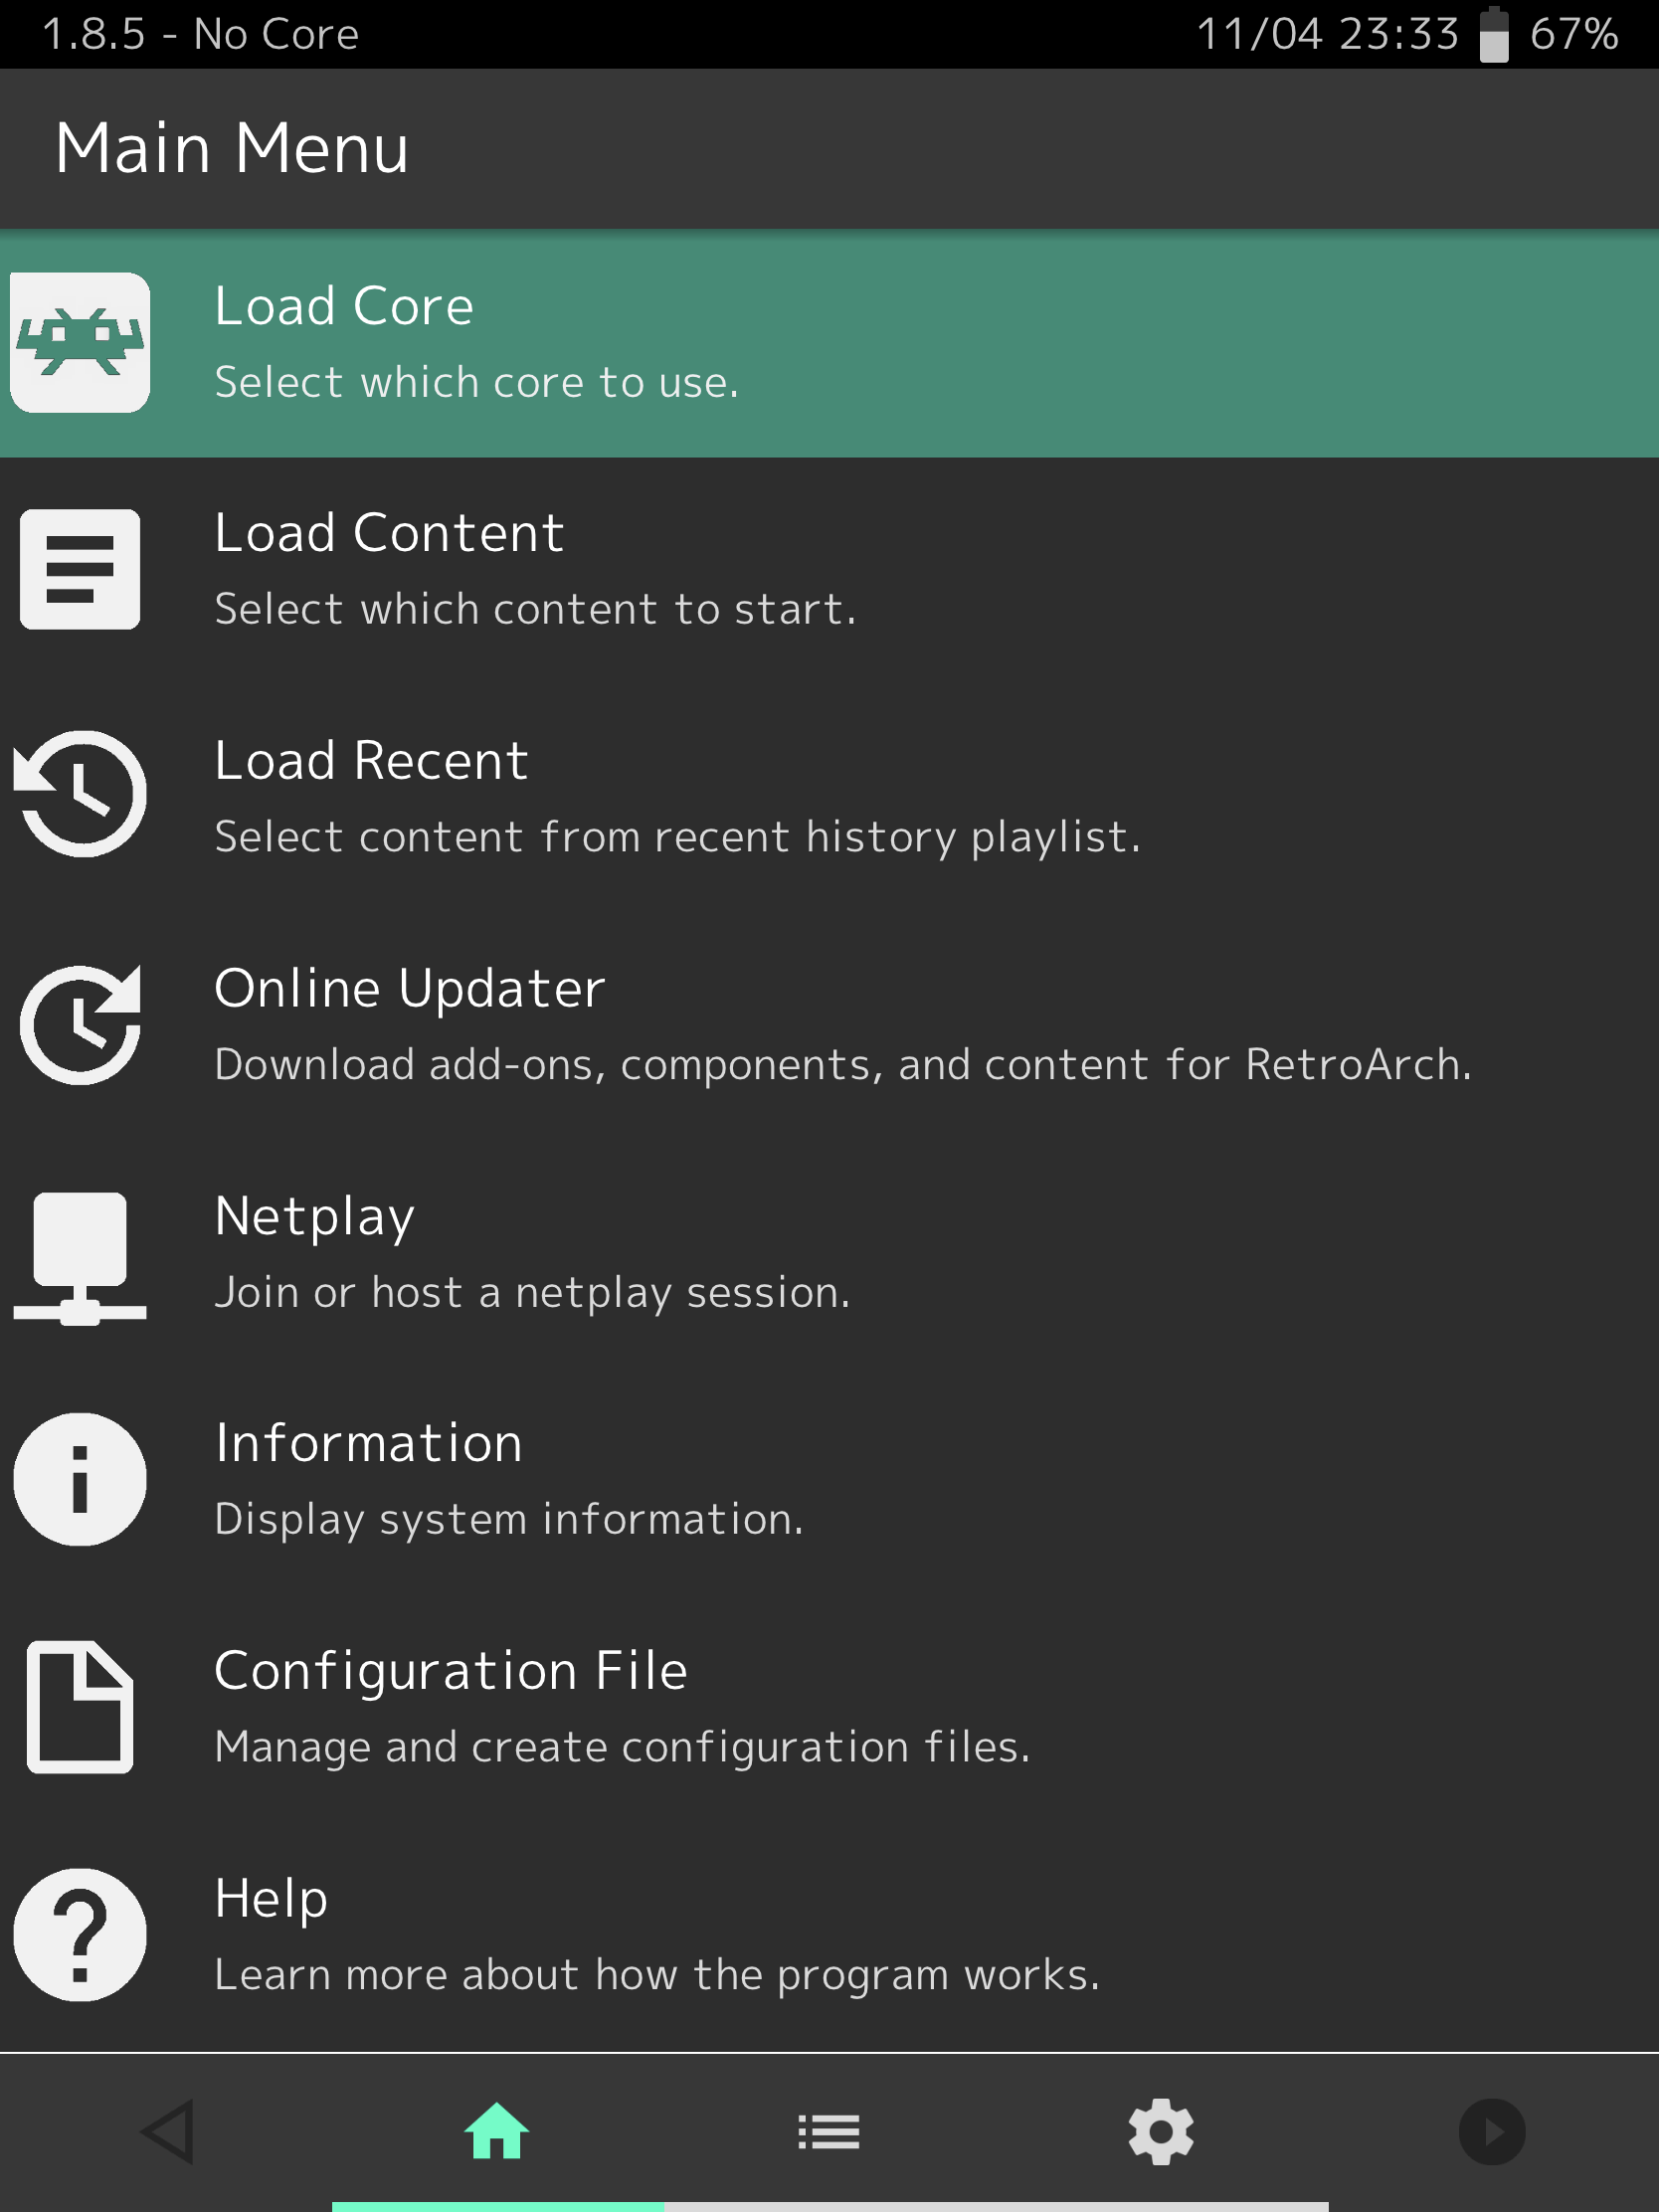 1.8.5 - No Core 11/04 23:33 67%
Main Menu
Load Core
Select which core to use.
Load Content
Select which content to start.
Load Recent
Select content from recent history playlist.
Online Updater
Download add-ons, components, and content for RetroArch.
Netplay
Join or host a netplay session.
Information
Display system information.
Configuration File
Manage and create configuration files.
Help
Learn more about how the program works.